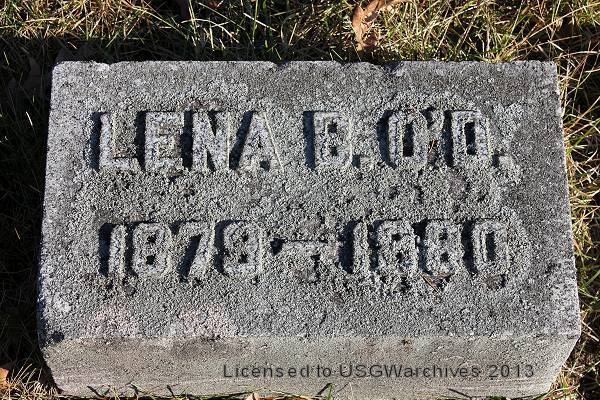 LENA B. O'D.
1879 – 1880
Licensed to USGWarchives 2013